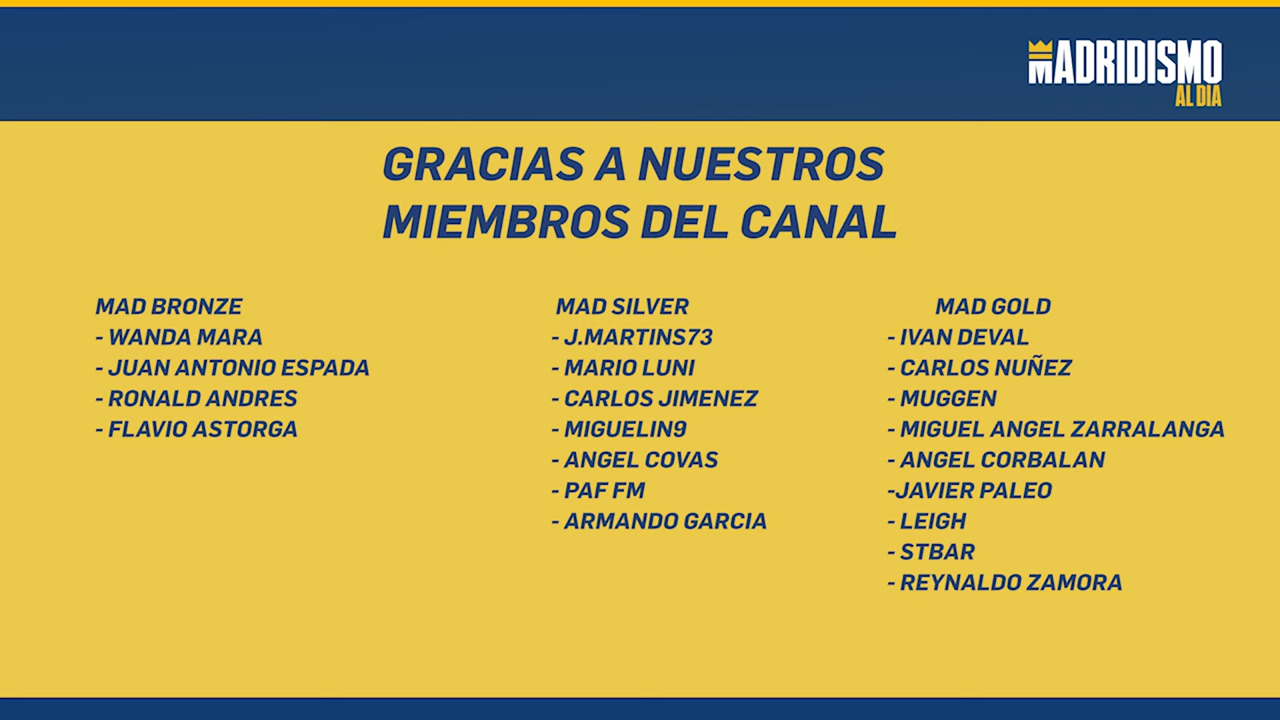 MADRIDISMO
AL DIA
GRACIAS A NUESTROS
MIEMBROS DEL CANAL
MAD BRONZE
- WANDA MARA
- JUAN ANTONIO ESPADA
- RONALD ANDRES
- FLAVIO ASTORGA
MAD SILVER
- J.MARTINS73
- MARIO LUNI
- CARLOS JIMENEZ
- MIGUELIN9
- ANGEL COVAS
- PAF FM
- ARMANDO GARCIA
MAD GOLD
- IVAN DEVAL
- CARLOS NUÑEZ
- MUGGEN
- MIGUEL ANGEL ZARRALANGA
- ANGEL CORBALAN
-JAVIER PALEO
- LEIGH
- STBAR
- REYNALDO ZAMORA